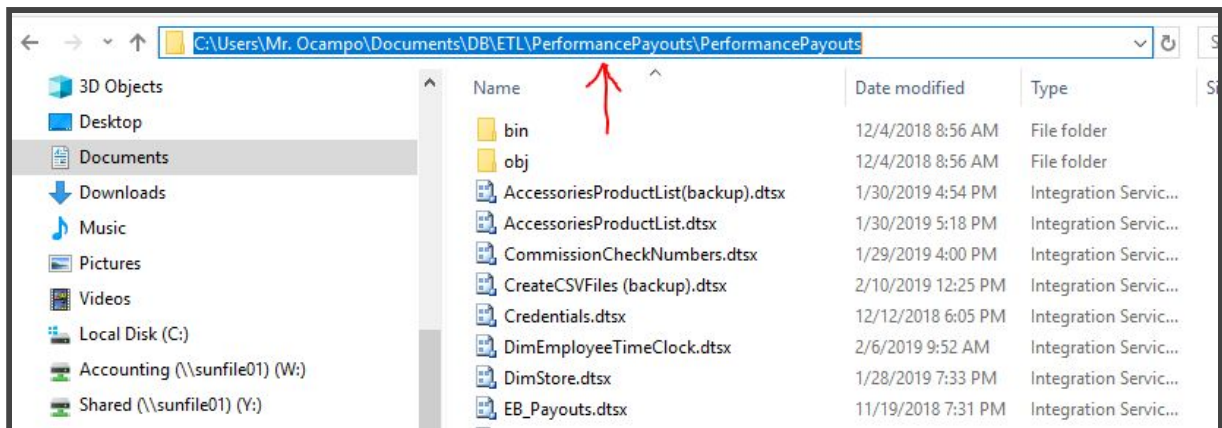 C:\Users\Mr. Ocampo\Documents\DB\ETL\PerformancePayouts\PerformancePayouts
3D Objects
Desktop
Documents
Downloads
Music
Pictures
Videos
Local Disk (C:)
Accounting (\\sunfile01) (W:)
Shared (\\sunfile01) (Y:)
Name Date modified Type
bin 12/4/2018 8:56 AM File folder
obj 12/4/2018 8:56 AM File folder
AccessoriesProductList(backup).dtsx 1/30/2019 4:54 PM Integration Servic...
AccessoriesProductList.dtsx 1/30/2019 5:18 PM Integration Servic...
CommissionCheckNumbers.dtsx 1/29/2019 4:00 PM Integration Servic...
CreateCSVFiles (backup).dtsx 2/10/2019 12:25 PM Integration Servic...
Credentials.dtsx 12/12/2018 6:05 PM Integration Servic...
DimEmployeeTimeClock.dtsx 2/6/2019 9:52 AM Integration Servic...
DimStore.dtsx 1/28/2019 7:33 PM Integration Servic...
EB_Payouts.dtsx 11/19/2018 7:31 PM Integration Servic...